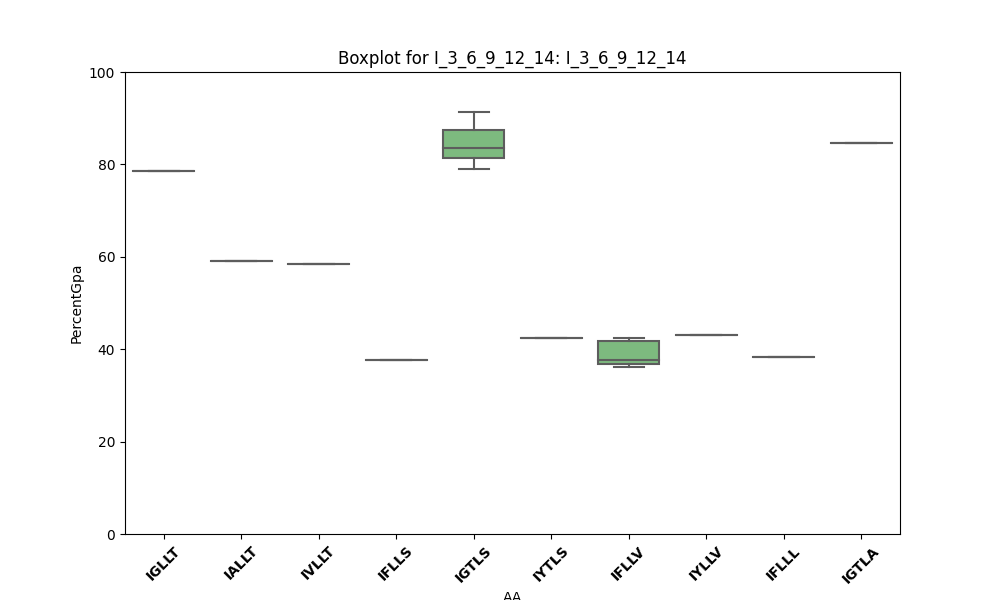 Boxplot for I_3_6_9_12_14: I_3_6_9_12_14
100
80
60
40
20
0
PercentGpa
IGLLT
IALLT
IVLLT
IFLLS
IGTLS
IYTLS
IFLLV
IYLLV
IFLLL
IGTLA
AA